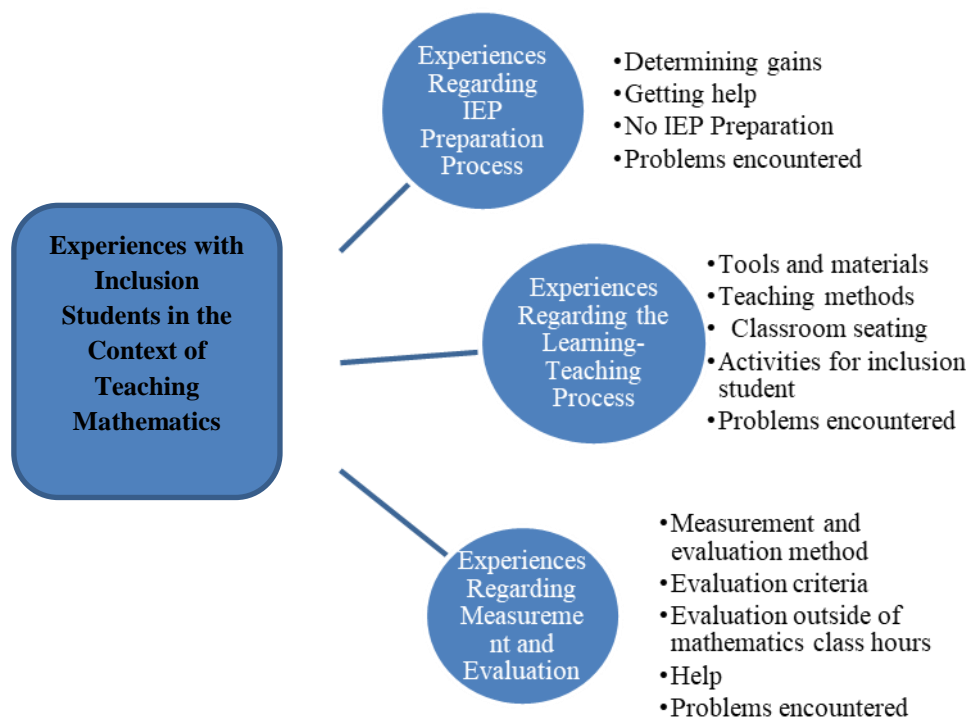 Experiences with
Inclusion
Students in the
Context of
Teaching
Mathematics
Experiences
Regarding
IEP
Preparation
Process
•Determining gains
•Getting help
•No IEP Preparation
•Problems encountered
Experiences
Regarding the
Learning-
Teaching
Process
•Tools and materials
•Teaching methods
• Classroom seating
•Activities for inclusion
student
•Problems encountered
Experiences
Regarding
Measureme
nt and
Evaluation
•Measurement and
evaluation method
•Evaluation criteria
•Evaluation outside of
mathematics class hours
•Help
•Problems encountered